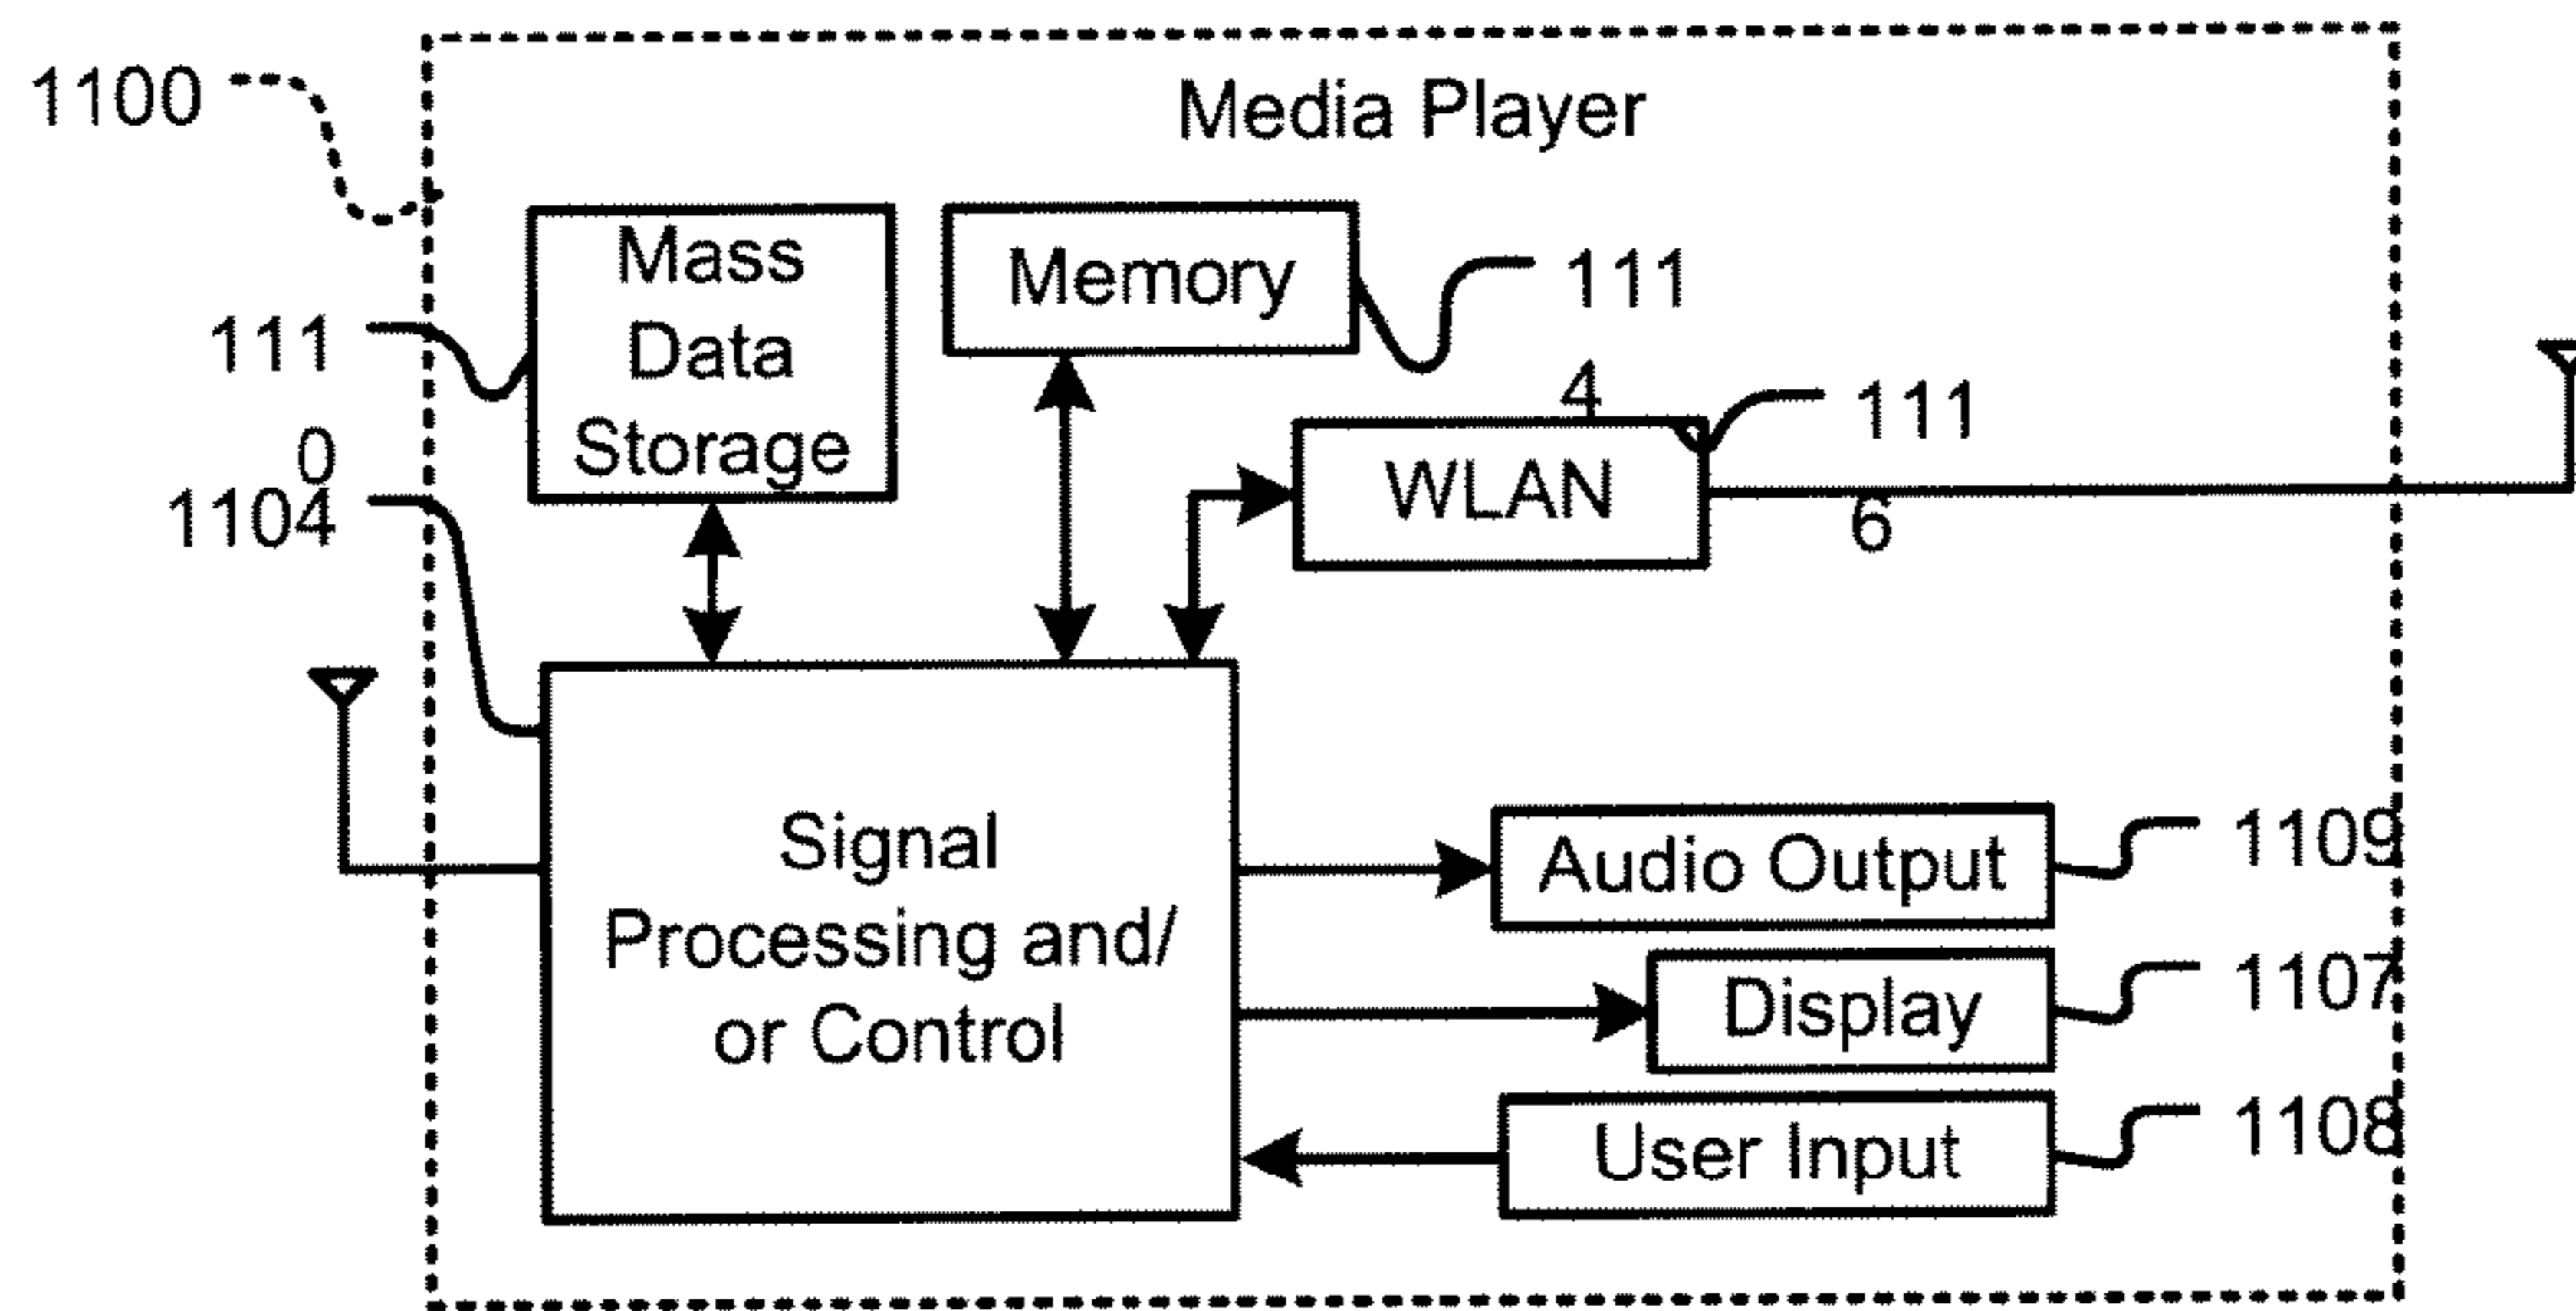 1100
Media Player
Mass
Data
Storage
Memory
111
4
111
0
WLAN
111
6
1104
Signal
Processing and/
or Control
Audio Output
1109
Display
1107
User Input
1108